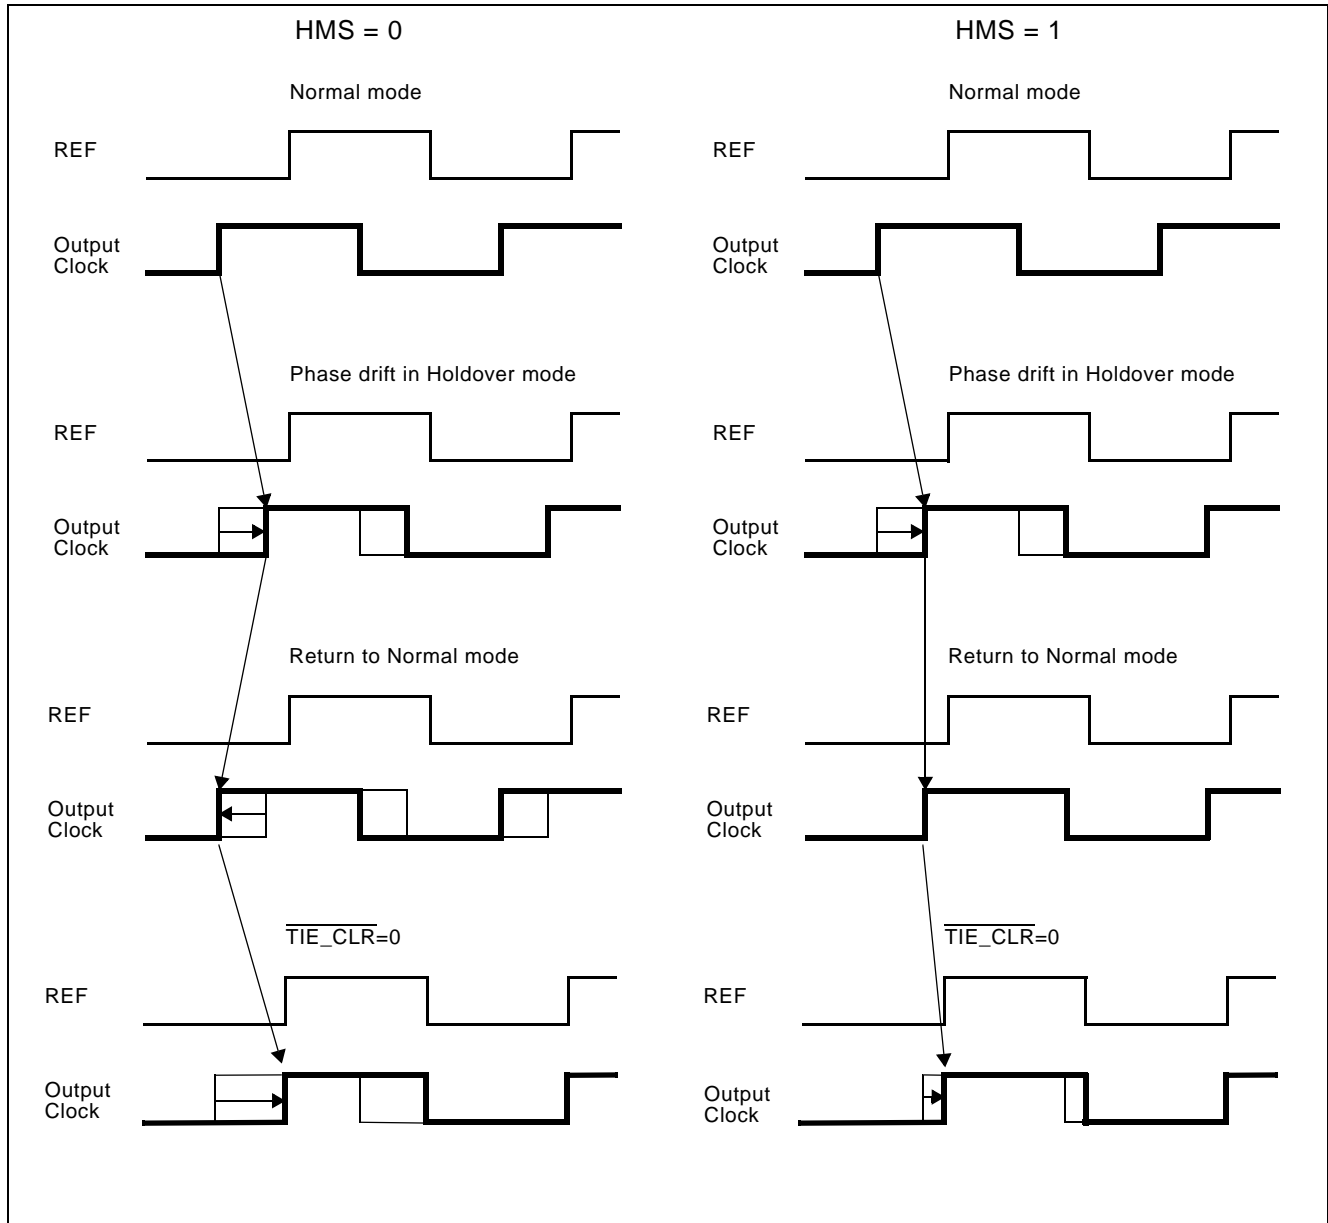 HMS = 0
Normal mode
REF
Output
Clock
Phase drift in Holdover mode
REF
Output
Clock
Return to Normal mode
REF
Output
Clock
TIE_CLR=0
REF
Output
Clock
HMS = 1
Normal mode
REF
Output
Clock
Phase drift in Holdover mode
REF
Output
Clock
Return to Normal mode
REF
Output
Clock
TIE_CLR=0
REF
Output
Clock